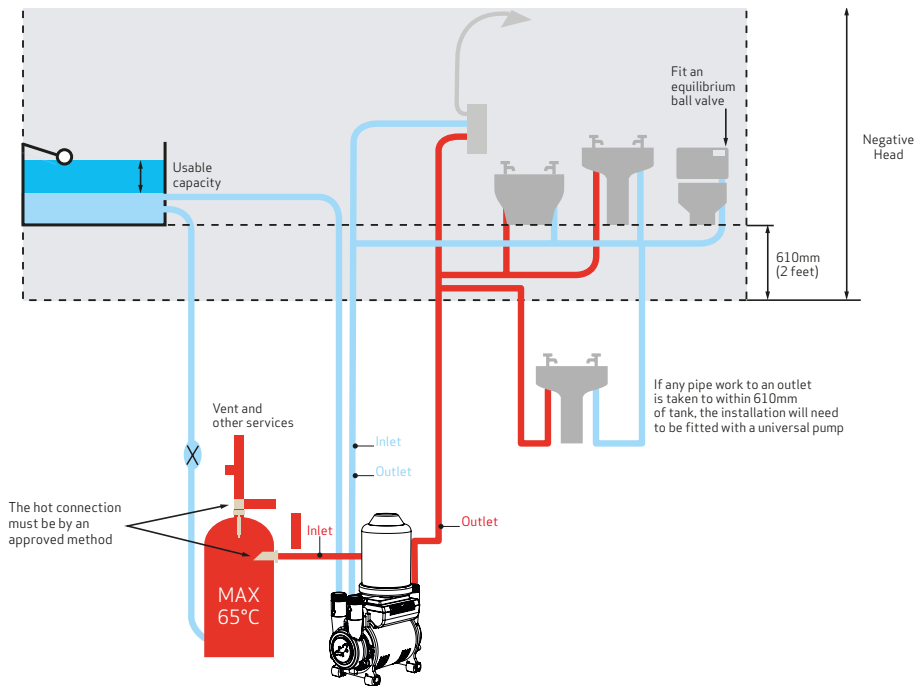 Fit an
equilibrium
ball valve
Negative
Head
Usable
capacity
610mm
(2 feet)
If any pipe work to an outlet
is taken to within 610mm
of tank, the installation will need
to be fitted with a universal pump
Vent and
other services
Inlet
Outlet
The hot connection
must be by an
approved method
Inlet
Outlet
MAX
65°C